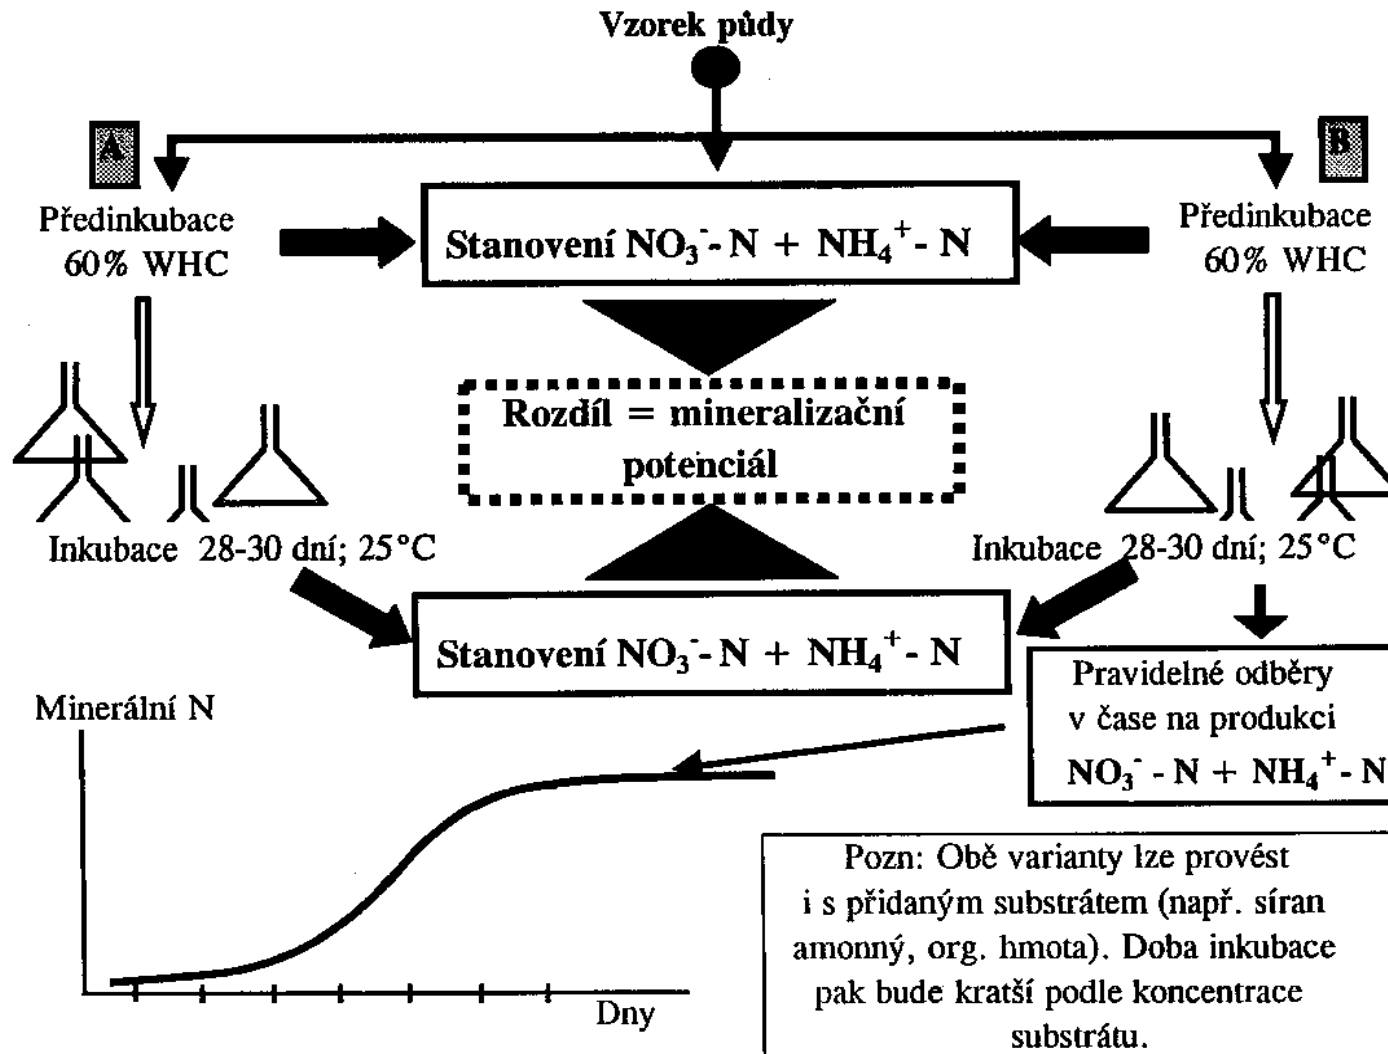 Vzorek půdy
A
B
Předinkubace
60% WHC
Stanovení NO₃⁻- N + NH₄⁺- N
Předinkubace
60% WHC
Rozdíl = mineralizační
potenciál
Inkubace 28-30 dní; 25°C
Inkubace 28-30 dní; 25°C
Stanovení NO₃⁻- N + NH₄⁺- N
Pravidelné odběry
v čase na produkci
NO₃⁻ - N + NH₄⁺- N
Minerální N
Dny
Pozn: Obě varianty lze provést
i s přidaným substrátem (např. síran
amonný, org. hmota). Doba inkubace
pak bude kratší podle koncentrace
substrátu.